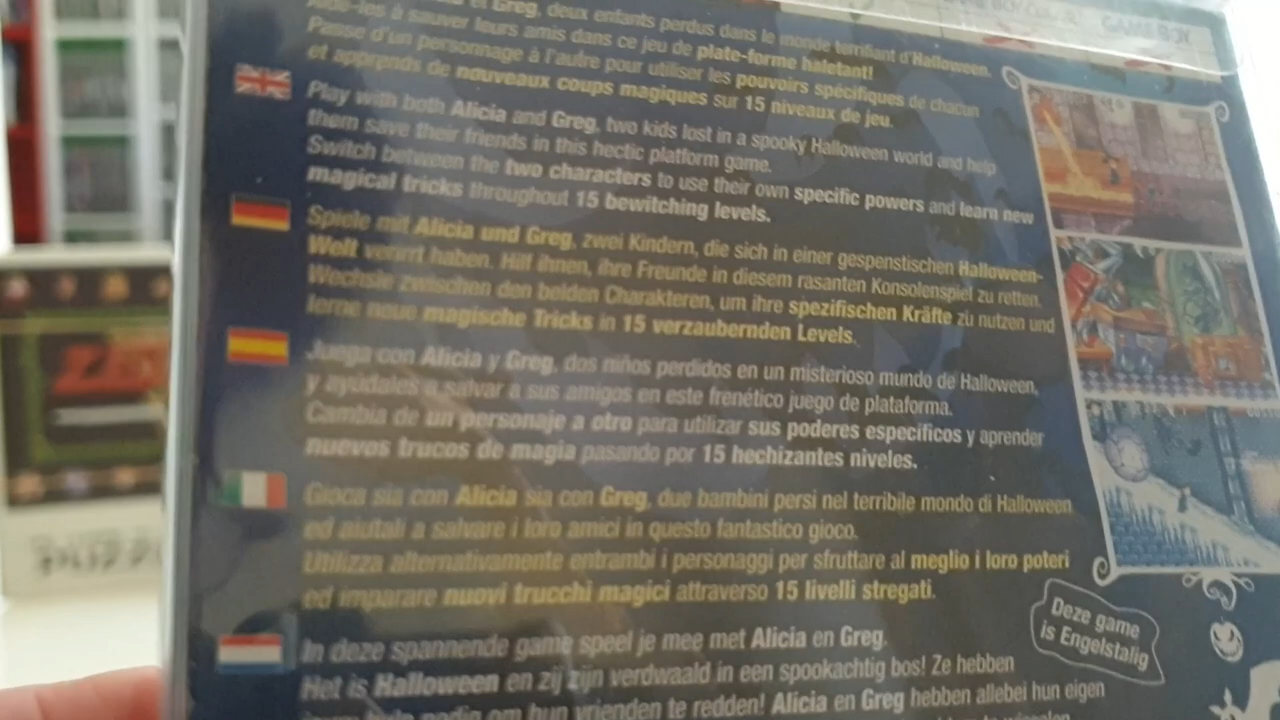 et Greg, deux enfants perdus dans le monde terrifiant d'Halloween.
Aide-les à sauver leurs amis dans ce jeu de plate-forme haletant!
Passe d'un personnage à l'autre pour utiliser les pouvoirs spécifiques de chacun
et apprends de nouveaux coups magiques sur 15 niveaux de jeu.
GAME BOY
Play with both Alicia and Greg, two kids lost in a spooky Halloween world and help
them save their friends in this hectic platform game.
Switch between the two characters to use their own specific powers and learn new
magical tricks throughout 15 bewitching levels.
Spiele mit Alicia und Greg, zwei Kindern, die sich in einer gespenstischen Halloween-
Welt verirrt haben. Hilf ihnen, ihre Freunde in diesem rasanten Konsolenspiel zu retten.
Wechsle zwischen den beiden Charakteren, um ihre spezifischen Kräfte zu nutzen und
lerne neue magische Tricks in 15 verzaubernden Levels.
Juega con Alicia y Greg, dos niños perdidos en un misterioso mundo de Halloween,
y ayúdales a salvar a sus amigos en este frenético juego de plataforma.
Cambia de un personaje a otro para utilizar sus poderes específicos y aprender
nuevos trucos de magia pasando por 15 hechizantes niveles.
Gioca sia con Alicia sia con Greg, due bambini persi nel terribile mondo di Halloween
ed aiutali a salvare i loro amici in questo fantastico gioco.
Utilizza alternativamente entrambi i personaggi per sfruttare al meglio i loro poteri
ed imparare nuovi trucchi magici attraverso 15 livelli stregati.
Deze game
is Engelstalig
In deze spannende game speel je mee met Alicia en Greg.
Het is Halloween en zij zijn verdwaald in een spookachtig bos! Ze hebben
nodig om hun vrienden te redden! Alicia en Greg hebben allebei hun eigen